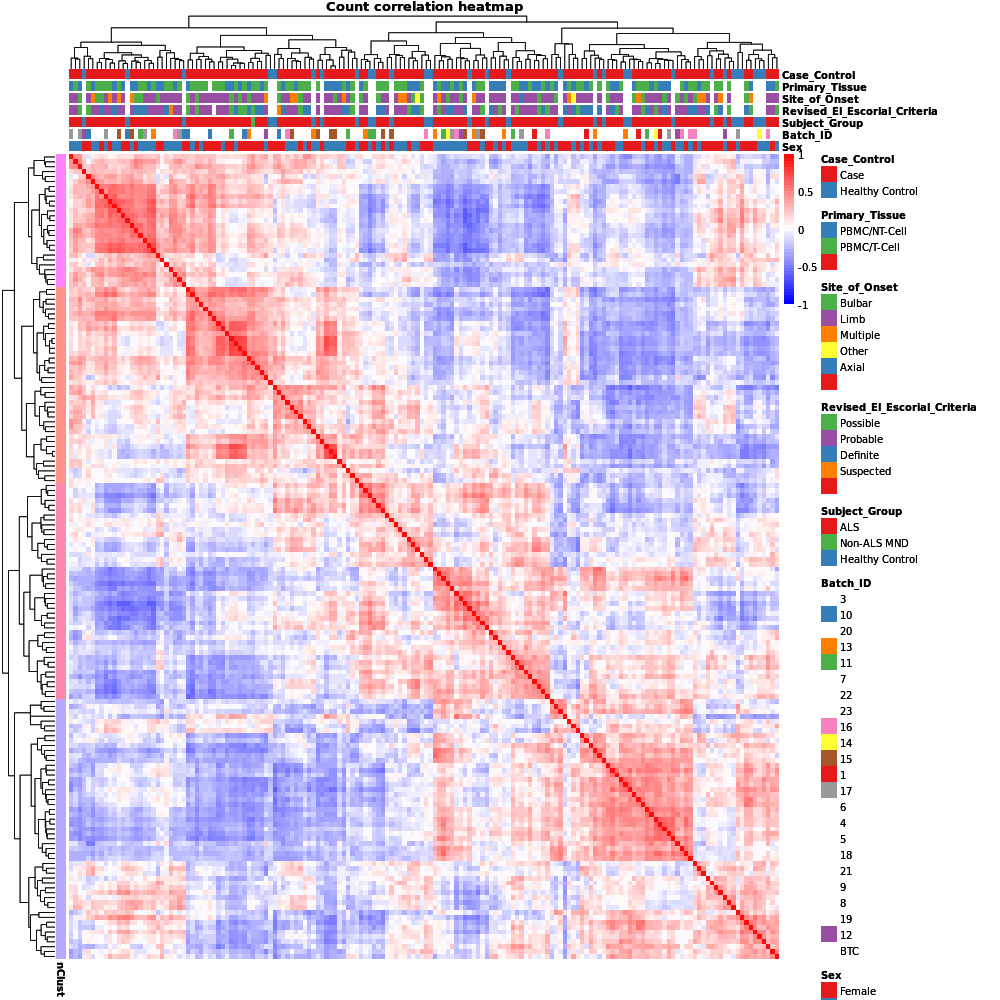 Count correlation heatmap
Case_Control
Primary_Tissue
Site_of_Onset
Revised_El_Escorial_Criteria
Subject_Group
Batch_ID
Sex
1
0.5
0
-0.5
-1
Case_Control
Case
Healthy Control
Primary_Tissue
PBMC/NT-Cell
PBMC/T-Cell
Site_of_Onset
Bulbar
Limb
Multiple
Other
Axial
Revised_El_Escorial_Criteria
Possible
Probable
Definite
Suspected
Subject_Group
ALS
Non-ALS MND
Healthy Control
Batch_ID
3
10
20
13
11
7
22
23
16
14
15
1
17
6
4
5
18
21
9
8
19
12
BTC
Sex
Female
nClust